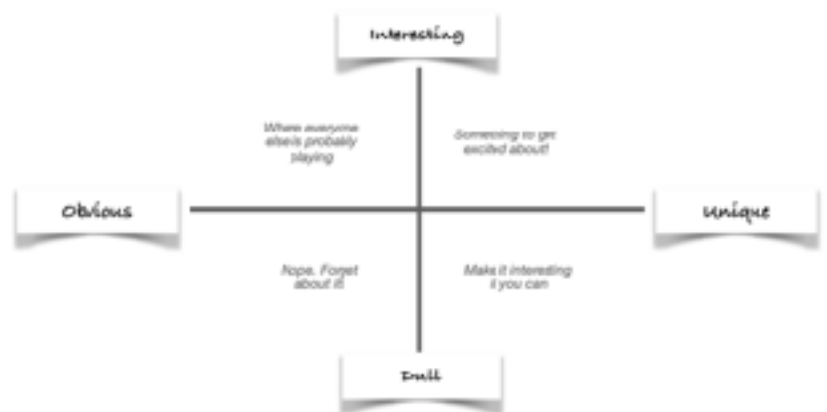 Interesting
Where everyone
else is probably
playing
Something to get
excited about!
Obvious
Unique
Nope. Forget
about it!
Make it interesting
if you can
Dull